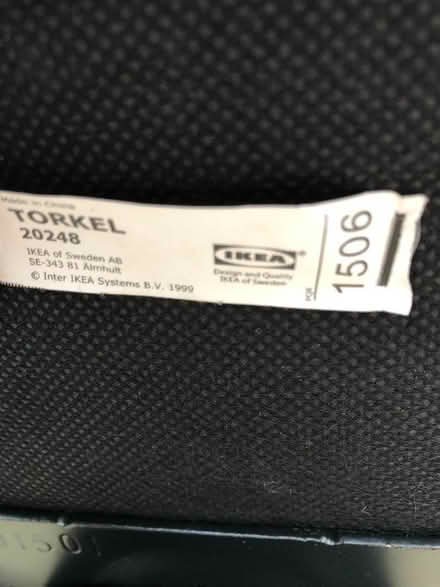 Made in China
TORKEL
20248
IKEA of Sweden AB
SE-343 81 Älmhult
© Inter IKEA Systems B.V. 1999
IKEA®
Design and Quality
IKEA of Sweden
1506